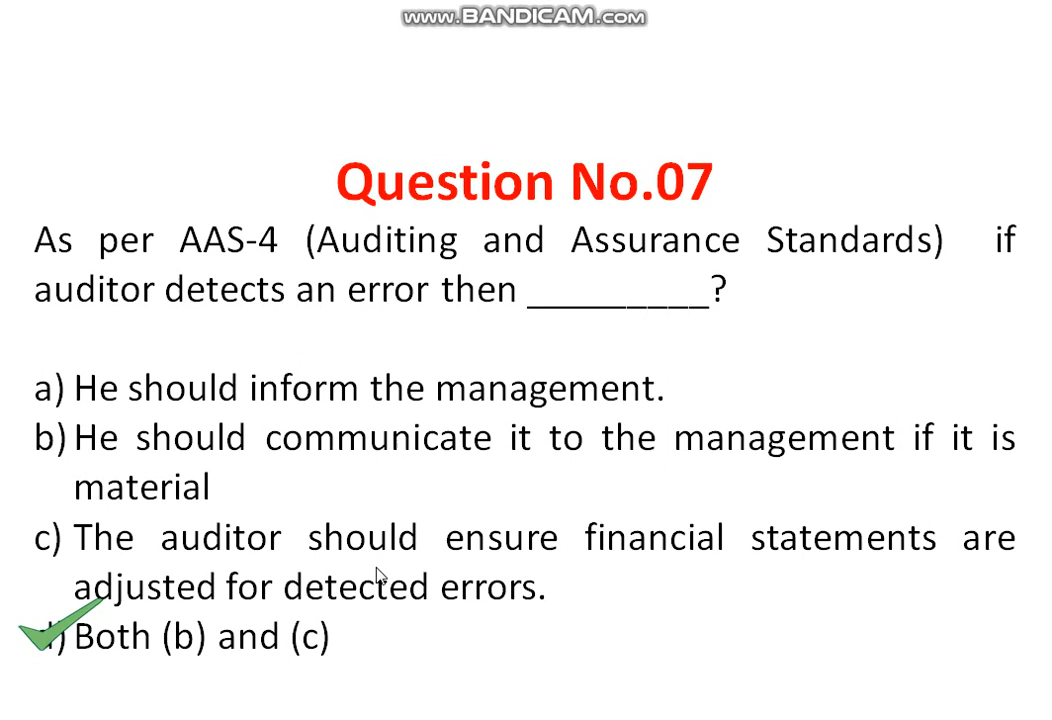 www.BANDICAM.com
Question No.07
As per AAS-4 (Auditing and Assurance Standards) if
auditor detects an error then _________?
a) He should inform the management.
b) He should communicate it to the management if it is
material
c) The auditor should ensure financial statements are
adjusted for detected errors.
d) Both (b) and (c)